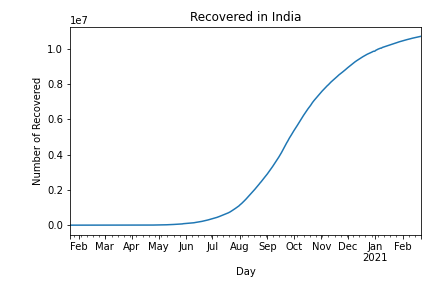 Recovered in India
1e7
1.0
0.8
0.6
0.4
0.2
0.0
Number of Recovered
Feb Mar Apr May Jun Jul Aug Sep Oct Nov Dec Jan Feb
2021
Day